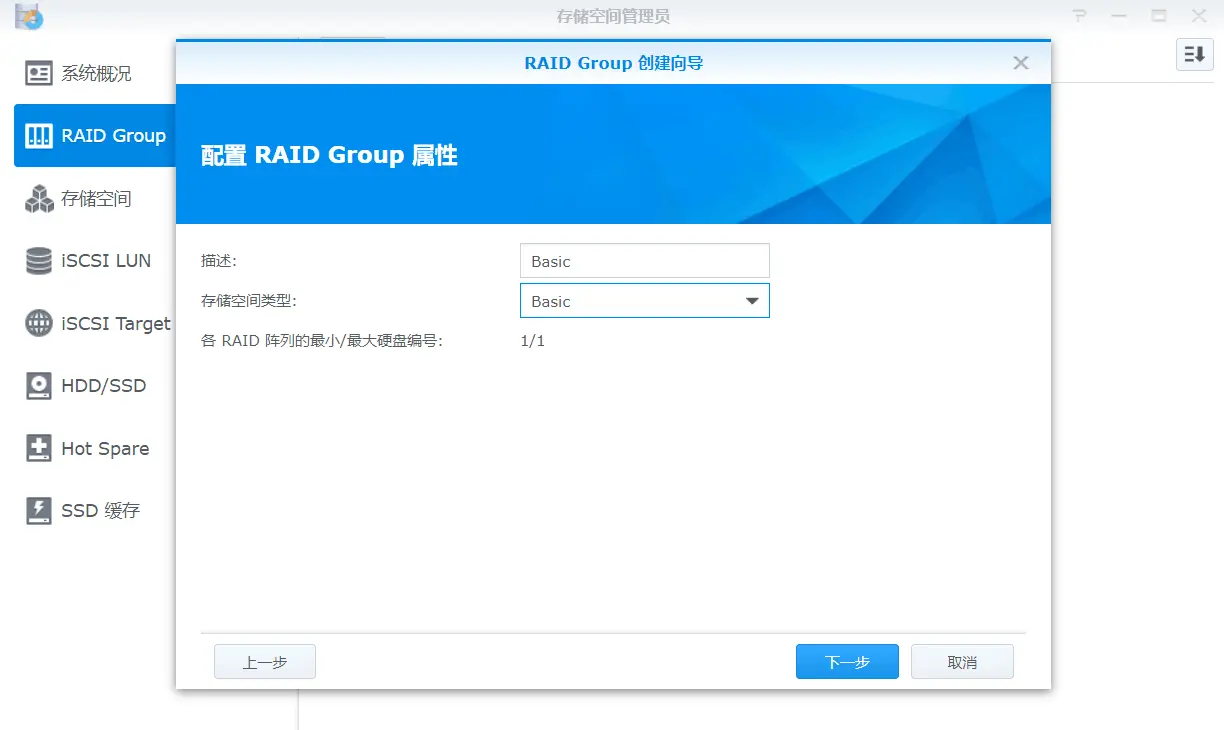 存储空间管理员
系统概况
RAID Group
存储空间
iSCSI LUN
iSCSI Target
HDD/SSD
Hot Spare
SSD 缓存
RAID Group 创建向导
配置 RAID Group 属性
描述: Basic
存储空间类型: Basic
各 RAID 阵列的最小/最大硬盘编号: 1/1
上一步 下一步 取消